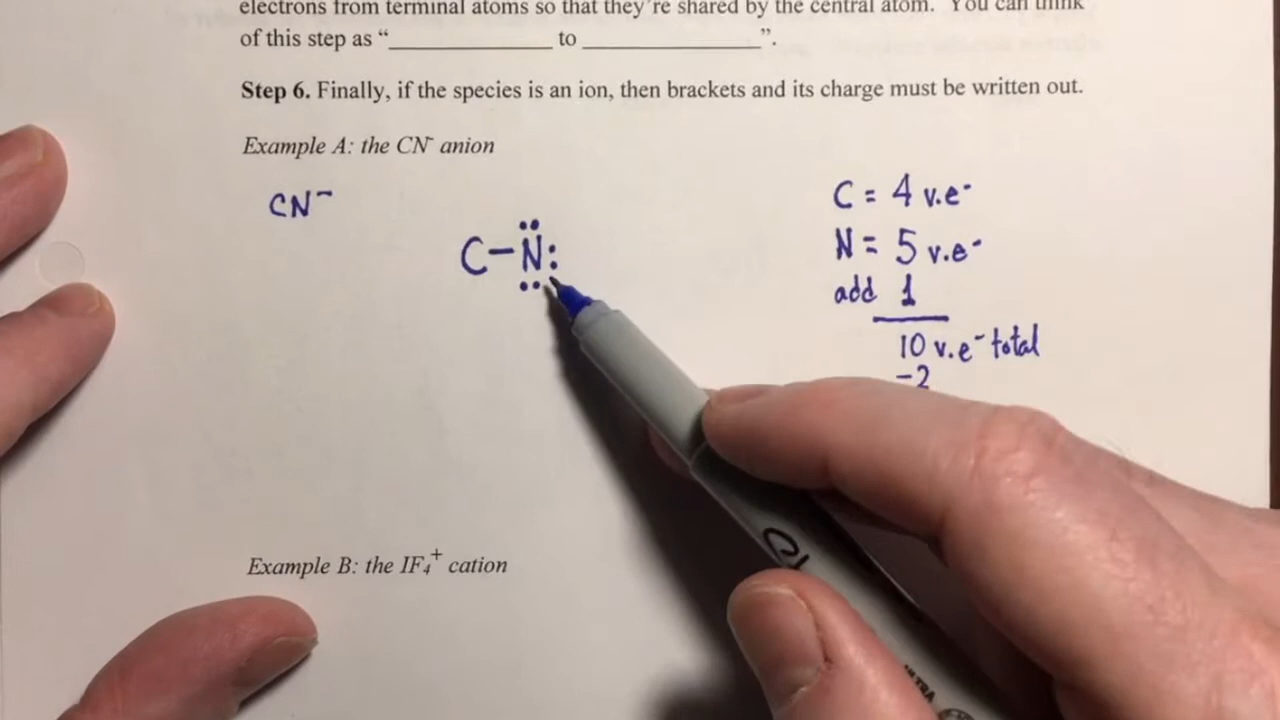 electrons from terminal atoms so that they're shared by the central atom. You can think
of this step as "_____________ to ______________".
Step 6. Finally, if the species is an ion, then brackets and its charge must be written out.
Example A: the CN⁻ anion
CN⁻
C–N:
C = 4 v.e⁻
N = 5 v.e⁻
add 1
10 v.e⁻ total
-2
Example B: the IF₄⁺ cation
ULTRA